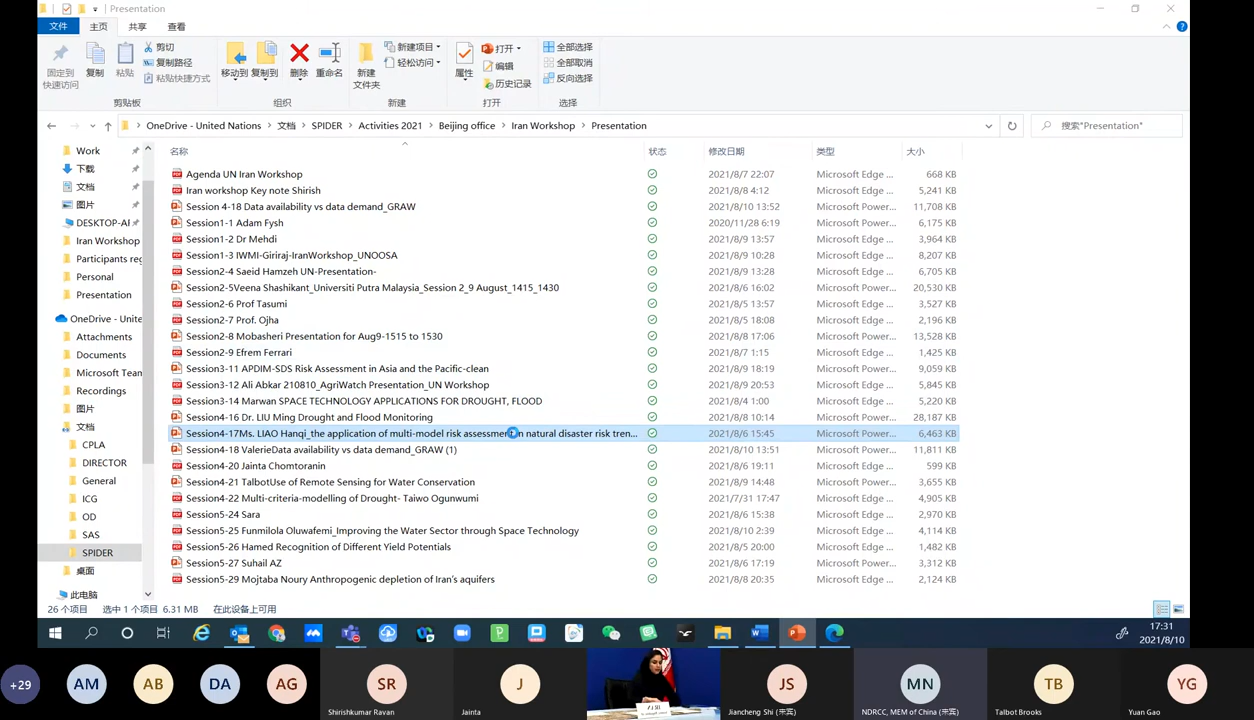 Presentation
文件 主页 共享 查看
固定到快速访问 复制 粘贴 剪切 复制路径 粘贴快捷方式
移动到 复制到 删除 重命名 新建文件夹 新建项目 轻松访问
属性 打开 编辑 历史记录 全部选择 全部取消 反向选择
剪贴板 组织 新建 打开 选择
OneDrive - United Nations > 文档 > SPIDER > Activities 2021 > Beijing office > Iran Workshop > Presentation
搜索"Presentation"
Work
下载
文档
图片
DESKTOP-AI
Iran Workshop
Participants reg
Personal
Presentation
OneDrive - Unite
Attachments
Documents
Microsoft Team
Recordings
图片
文档
CPLA
DIRECTOR
General
ICG
OD
SAS
SPIDER
桌面
此电脑
名称 状态 修改日期 类型 大小
Agenda UN Iran Workshop 2021/8/7 22:07 Microsoft Edge ... 668 KB
Iran workshop Key note Shirish 2021/8/8 4:12 Microsoft Edge ... 5,241 KB
Session 4-18 Data availability vs data demand_GRAW 2021/8/10 13:52 Microsoft Power... 11,708 KB
Session1-1 Adam Fysh 2020/11/28 6:19 Microsoft Power... 6,175 KB
Session1-2 Dr Mehdi 2021/8/9 13:57 Microsoft Edge ... 3,964 KB
Session1-3 IWMI-Giriraj-IranWorkshop_UNOOSA 2021/8/9 10:28 Microsoft Edge ... 8,207 KB
Session2-4 Saeid Hamzeh UN-Presentation- 2021/8/9 13:28 Microsoft Edge ... 6,705 KB
Session2-5Veena Shashikant_Universiti Putra Malaysia_Session 2_9 August_1415_1430 2021/8/6 16:02 Microsoft Power... 20,530 KB
Session2-6 Prof Tasumi 2021/8/5 13:57 Microsoft Edge ... 3,527 KB
Session2-7 Prof. Ojha 2021/8/5 18:08 Microsoft Edge ... 2,196 KB
Session2-8 Mobasheri Presentation for Aug9-1515 to 1530 2021/8/8 17:06 Microsoft Power... 13,528 KB
Session2-9 Efrem Ferrari 2021/8/7 1:15 Microsoft Edge ... 1,425 KB
Session3-11 APDIM-SDS Risk Assessment in Asia and the Pacific-clean 2021/8/9 18:19 Microsoft Power... 9,059 KB
Session3-12 Ali Abkar 210810_AgriWatch Presentation_UN Workshop 2021/8/9 20:53 Microsoft Edge ... 5,845 KB
Session3-14 Marwan SPACE TECHNOLOGY APPLICATIONS FOR DROUGHT, FLOOD 2021/8/4 1:00 Microsoft Power... 5,220 KB
Session4-16 Dr. LIU Ming Drought and Flood Monitoring 2021/8/8 10:14 Microsoft Power... 28,187 KB
Session4-17Ms. LIAO Hanqi_the application of multi-model risk assessmen n natural disaster risk tren... 2021/8/6 15:45 Microsoft Power... 6,463 KB
Session4-18 ValerieData availability vs data demand_GRAW (1) 2021/8/10 13:51 Microsoft Power... 11,811 KB
Session4-20 Jainta Chomtoranin 2021/8/6 19:11 Microsoft Edge ... 599 KB
Session4-21 TalbotUse of Remote Sensing for Water Conservation 2021/8/9 14:48 Microsoft Power... 3,655 KB
Session4-22 Multi-criteria-modelling of Drought- Taiwo Ogunwumi 2021/7/31 17:47 Microsoft Edge ... 4,905 KB
Session5-24 Sara 2021/8/6 15:38 Microsoft Edge ... 2,970 KB
Session5-25 Funmilola Oluwafemi_Improving the Water Sector through Space Technology 2021/8/10 2:39 Microsoft Edge ... 4,114 KB
Session5-26 Hamed Recognition of Different Yield Potentials 2021/8/5 20:00 Microsoft Edge ... 1,482 KB
Session5-27 Suhail AZ 2021/8/6 17:19 Microsoft Power... 3,312 KB
Session5-29 Mojtaba Noury Anthropogenic depletion of Iran's aquifers 2021/8/8 20:35 Microsoft Edge ... 2,124 KB
26 个项目 选中 1 个项目 6.31 MB 在此设备上可用
17:31
2021/8/10
+29 AM AB DA AG SR J JS MN TB YG
Shirishkumar Ravan Jainta Jiancheng Shi (来宾) NDRCC, MEM of China (来宾) Talbot Brooks Yuan Gao